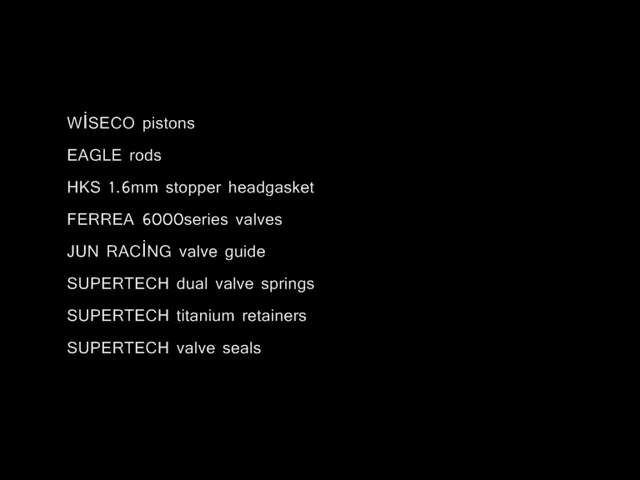 WİSECO pistons
EAGLE rods
HKS 1.6mm stopper headgasket
FERREA 6000series valves
JUN RACİNG valve guide
SUPERTECH dual valve springs
SUPERTECH titanium retainers
SUPERTECH valve seals